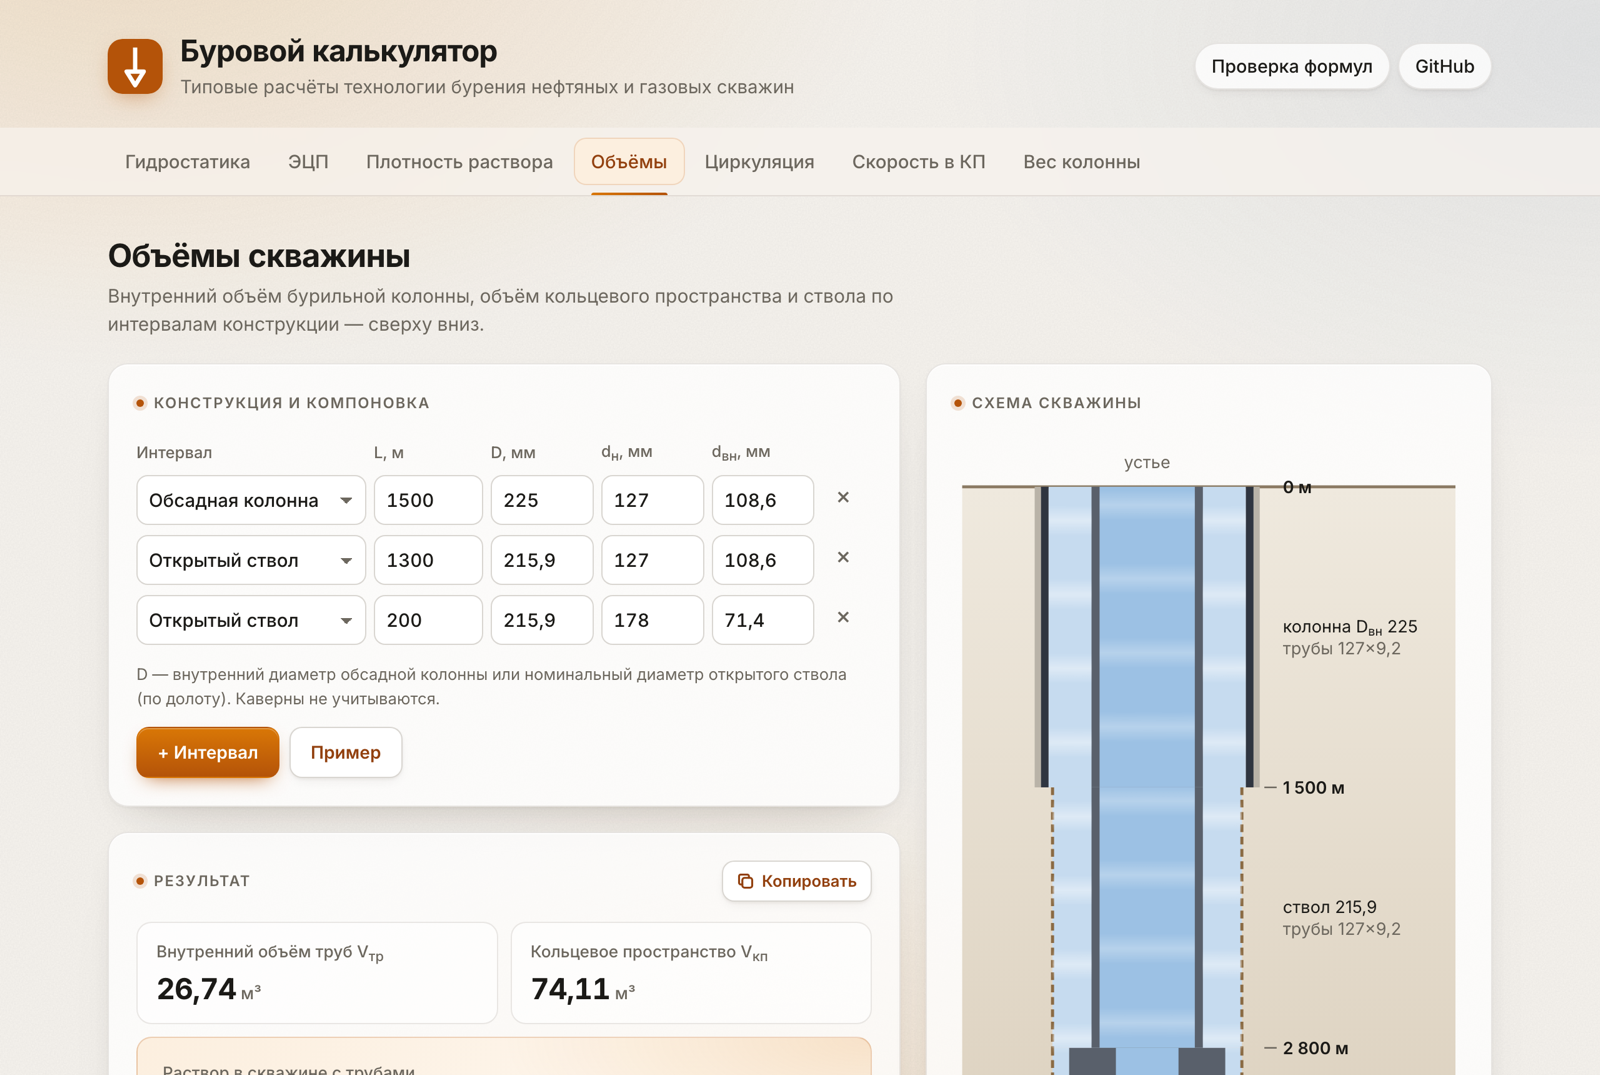 Буровой калькулятор
Типовые расчёты технологии бурения нефтяных и газовых скважин
Проверка формул
GitHub
Гидростатика
ЭЦП
Плотность раствора
Объёмы
Циркуляция
Скорость в КП
Вес колонны
Объёмы скважины
Внутренний объём бурильной колонны, объём кольцевого пространства и ствола по
интервалам конструкции — сверху вниз.
КОНСТРУКЦИЯ И КОМПОНОВКА
Интервал L, м D, мм dн, мм dвн, мм
Обсадная колонна 1500 225 127 108,6 ×
Открытый ствол 1300 215,9 127 108,6 ×
Открытый ствол 200 215,9 178 71,4 ×
D — внутренний диаметр обсадной колонны или номинальный диаметр открытого ствола
(по долоту). Каверны не учитываются.
+ Интервал
Пример
РЕЗУЛЬТАТ
Копировать
Внутренний объём труб Vтр
26,74 м³
Кольцевое пространство Vкп
74,11 м³
Раствор в скважине с трубами
СХЕМА СКВАЖИНЫ
устье
0 м
колонна Dвн 225
трубы 127×9,2
1 500 м
ствол 215,9
трубы 127×9,2
2 800 м